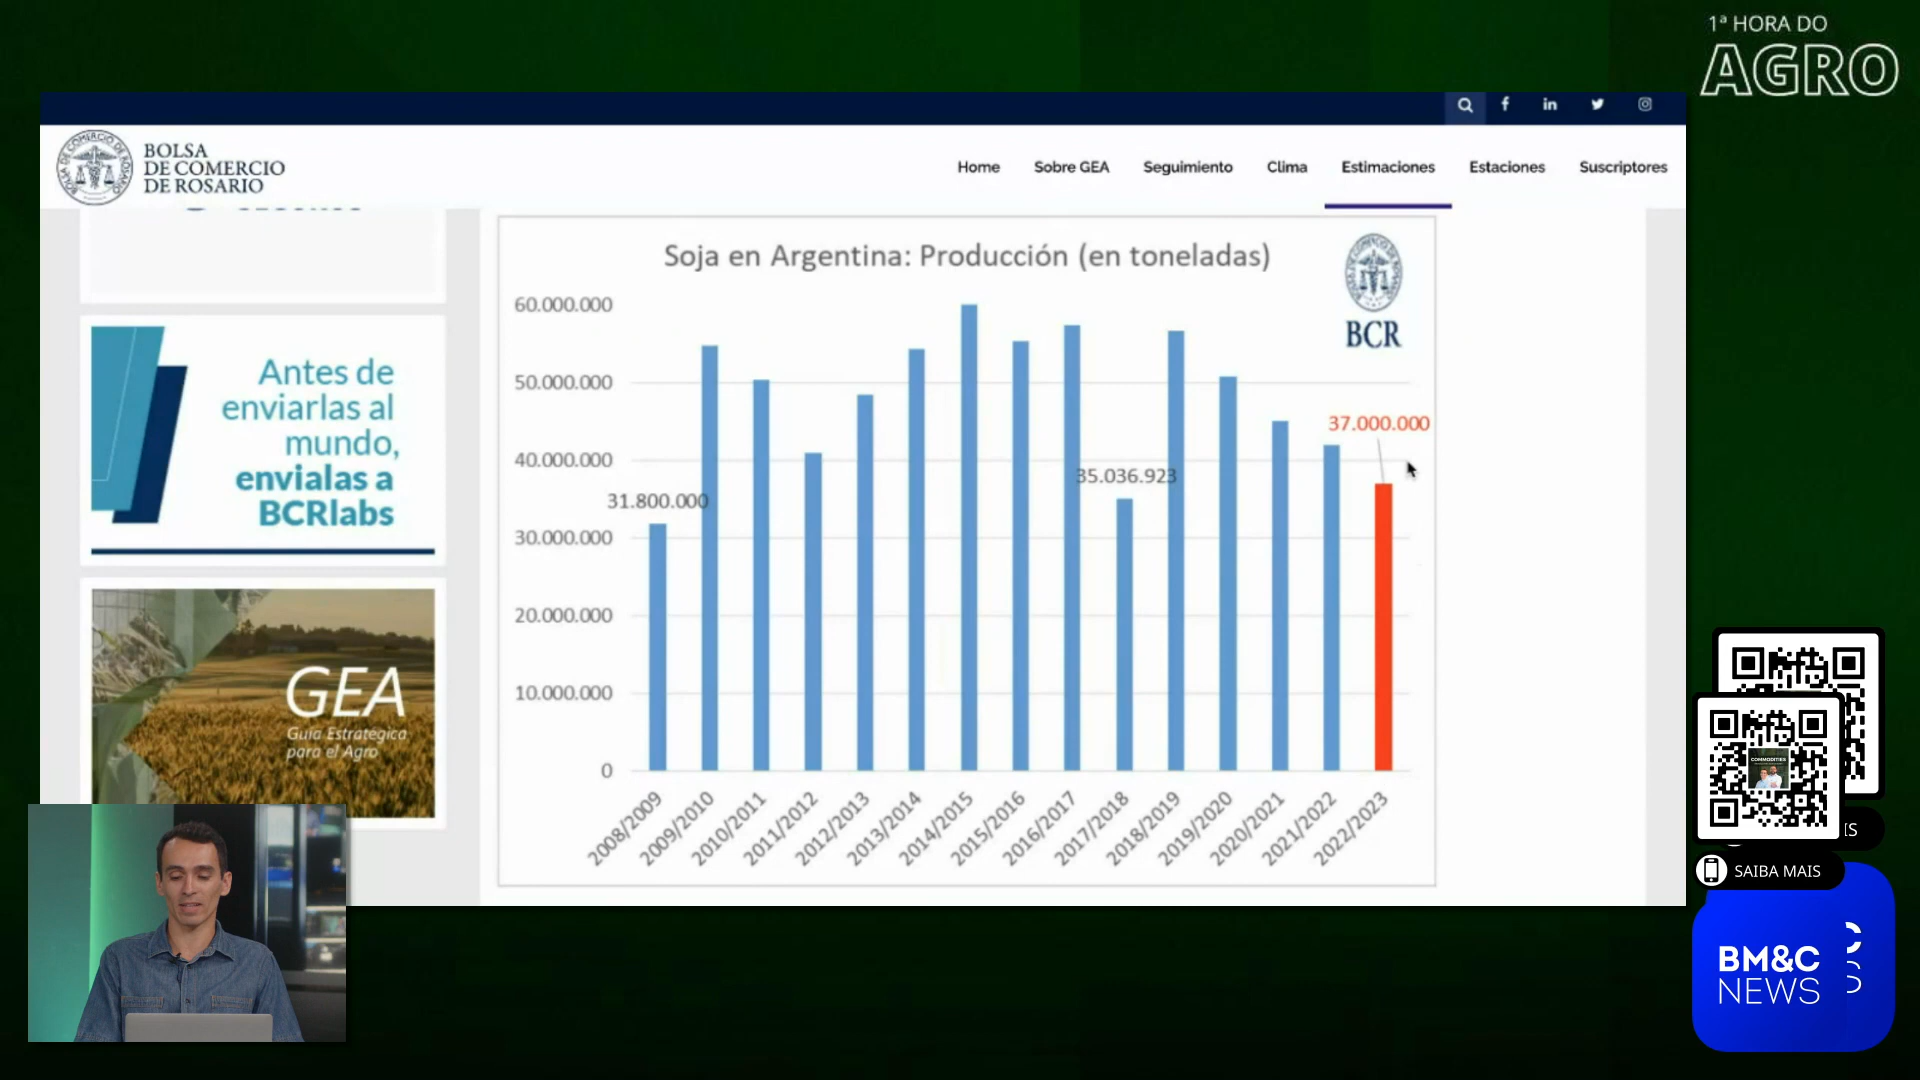 1ª HORA DO
AGRO
BOLSA
DE COMERCIO
DE ROSARIO
Home
Sobre GEA
Seguimiento
Clima
Estimaciones
Estaciones
Suscriptores
Soja en Argentina: Producción (en toneladas)
BCR
60.000.000
50.000.000
40.000.000
30.000.000
20.000.000
10.000.000
0
31.800.000
35.036.923
37.000.000
2008/2009
2009/2010
2010/2011
2011/2012
2012/2013
2013/2014
2014/2015
2015/2016
2016/2017
2017/2018
2018/2019
2019/2020
2020/2021
2021/2022
2022/2023
Antes de
enviarlas al
mundo,
envialas a
BCRlabs
GEA
Guía Estratégica
para el Agro
COMMODITIES
IS
SAIBA MAIS
BM&C
NEWS